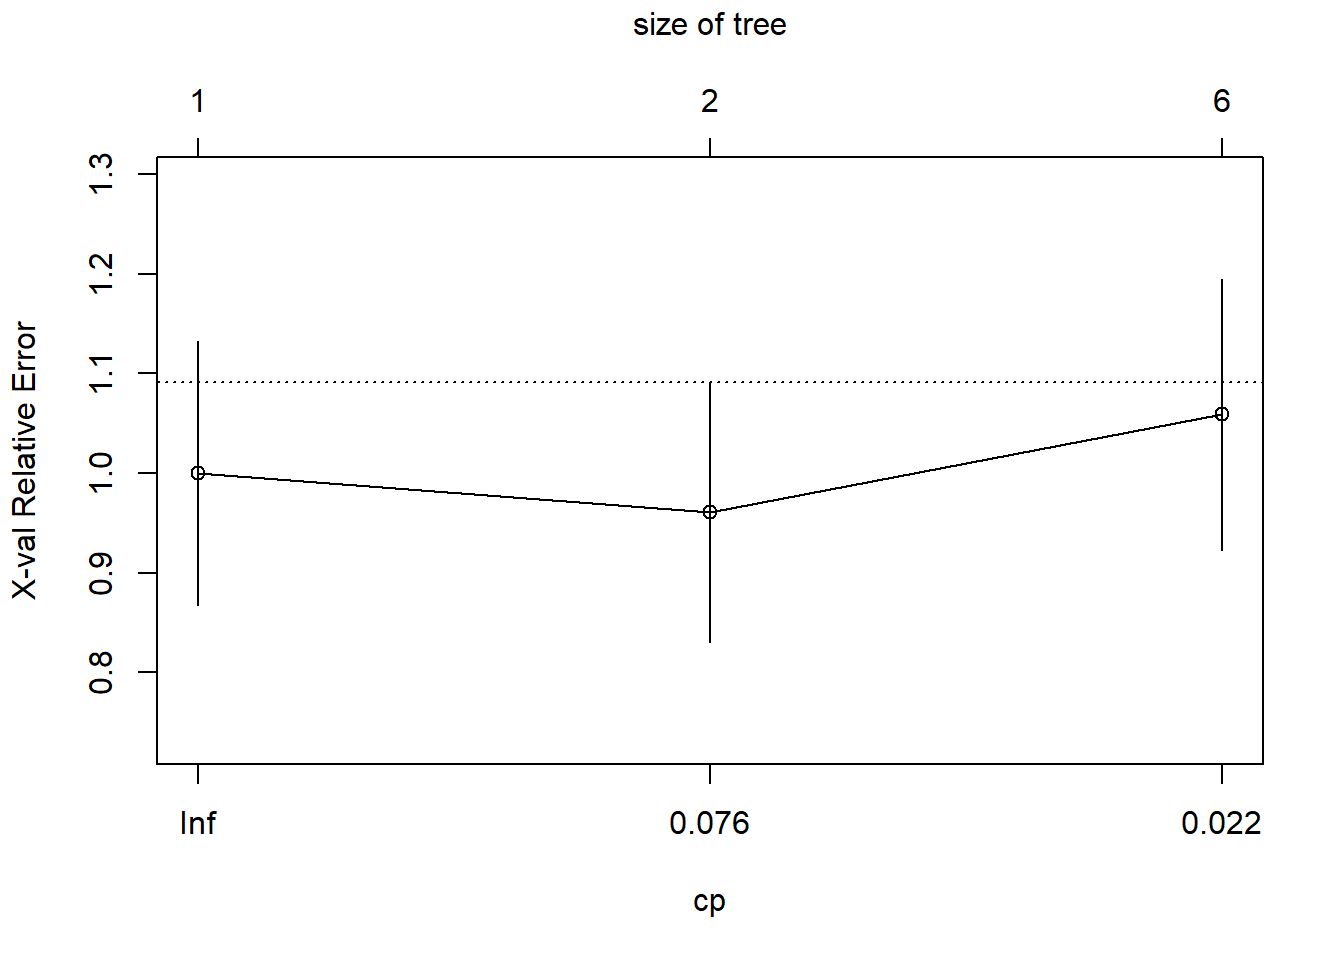 size of tree
1 2 6
1.3
1.2
1.1
1.0
0.9
0.8
X-val Relative Error
Inf 0.076 0.022
cp